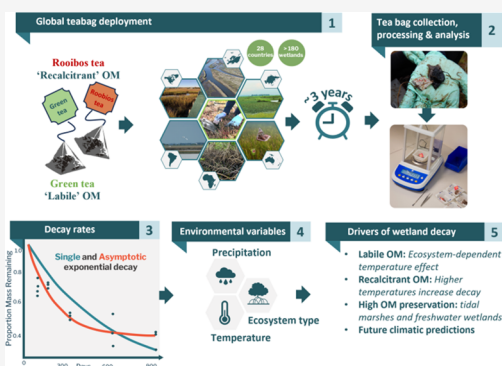 Global teabag deployment
1
Rooibos tea
‘Recalcitrant’ OM
Green
tea
Rooibos
tea
Green tea
‘Labile’ OM
28
countries
>180
wetlands
~3 years
Tea bag collection,
processing & analysis
2
Decay rates
3
Single and Asymptotic
exponential decay
Proportion Mass Remaining
1.0
0.8
0.6
0.4
0
Days
Environmental variables
4
Precipitation
Ecosystem type
Temperature
Drivers of wetland decay
5
• Labile OM: Ecosystem-dependent
temperature effect
• Recalcitrant OM: Higher
temperatures increase decay
• High OM preservation: tidal
marshes and freshwater wetlands
• Future climatic predictions